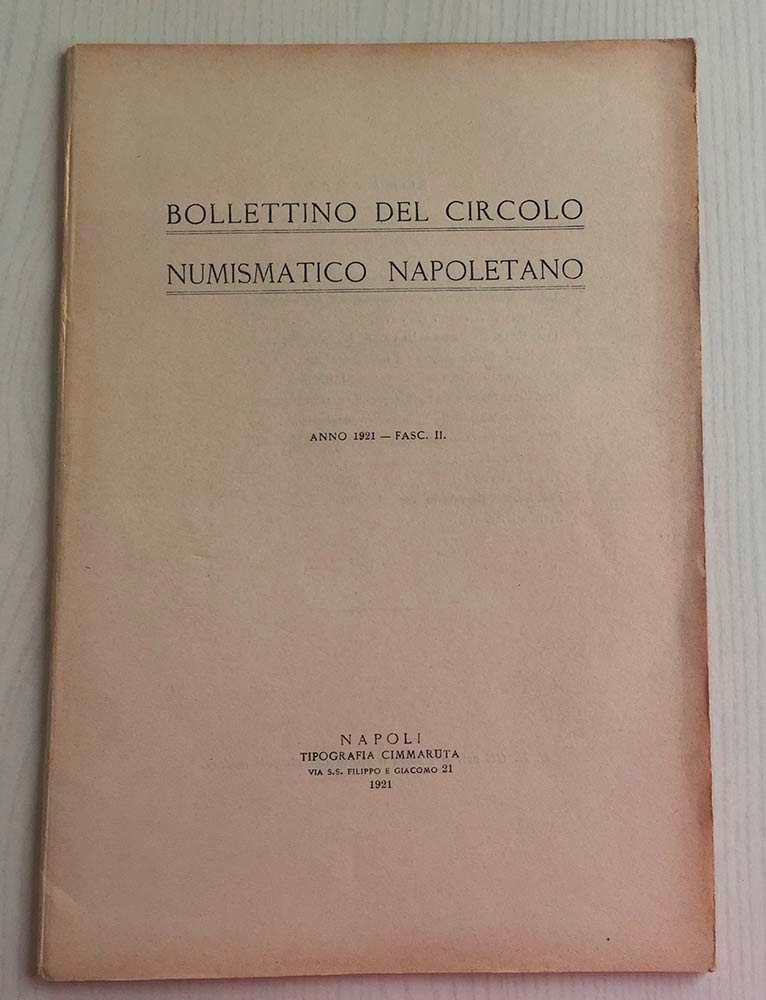 BOLLETTINO DEL CIRCOLO
NUMISMATICO NAPOLETANO
ANNO 1921 — FASC. II.
NAPOLI
TIPOGRAFIA CIMMARUTA
VIA S.S. FILIPPO E GIACOMO 21
1921